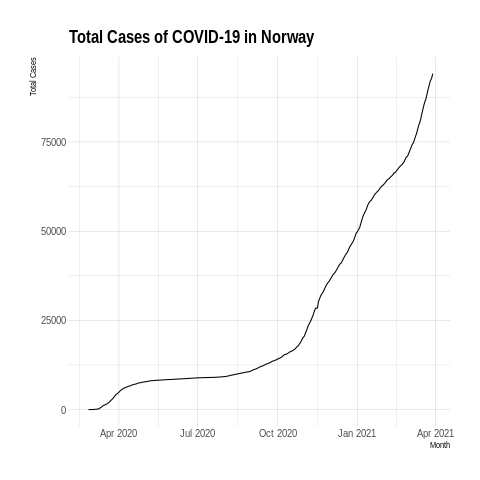 Total Cases of COVID-19 in Norway
Total Cases
75000
50000
25000
0
Apr 2020 Jul 2020 Oct 2020 Jan 2021 Apr 2021
Month